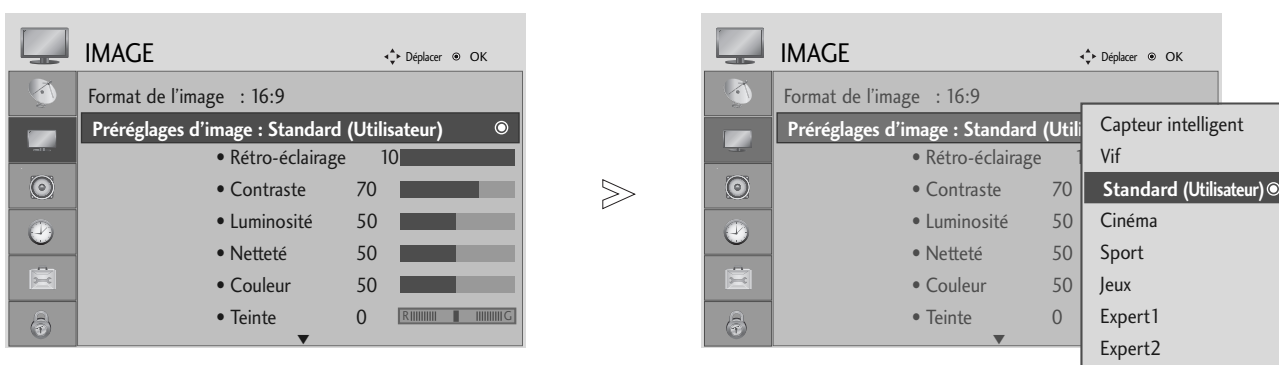 IMAGE
Déplacer OK
Format de l'image : 16:9
Préréglages d'image : Standard (Utilisateur)
• Rétro-éclairage 10
• Contraste 70
• Luminosité 50
• Netteté 50
• Couleur 50
• Teinte 0 R G
IMAGE
Déplacer OK
Format de l'image : 16:9
Préréglages d'image : Standard (Utili
• Rétro-éclairage 1
• Contraste 70
• Luminosité 50
• Netteté 50
• Couleur 50
• Teinte 0
Capteur intelligent
Vif
Standard (Utilisateur)
Cinéma
Sport
Jeux
Expert1
Expert2